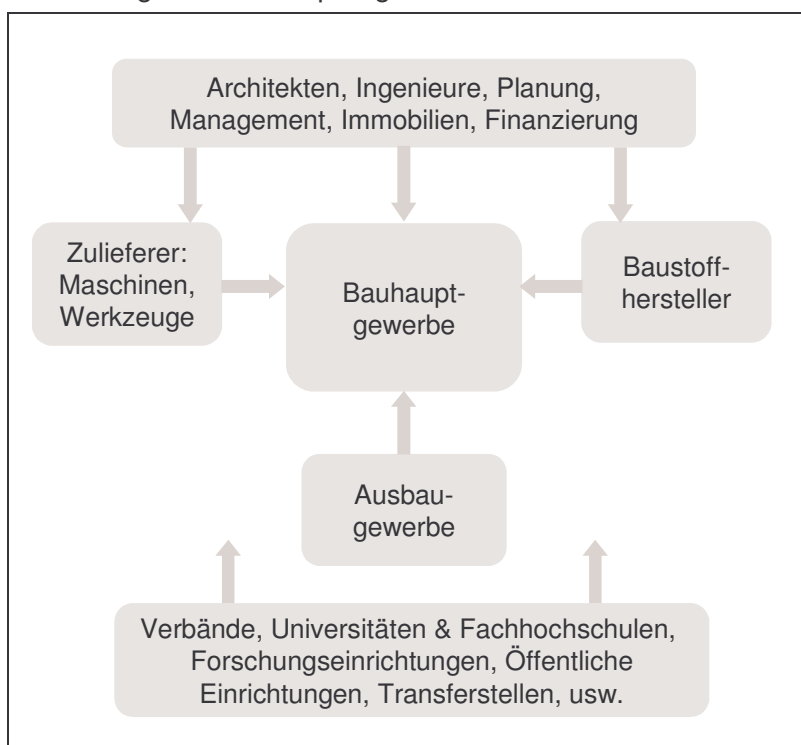 Architekten, Ingenieure, Planung,
Management, Immobilien, Finanzierung
Zulieferer:
Maschinen,
Werkzeuge
Bauhaupt-
gewerbe
Baustoff-
hersteller
Ausbau-
gewerbe
Verbände, Universitäten & Fachhochschulen,
Forschungseinrichtungen, Öffentliche
Einrichtungen, Transferstellen, usw.